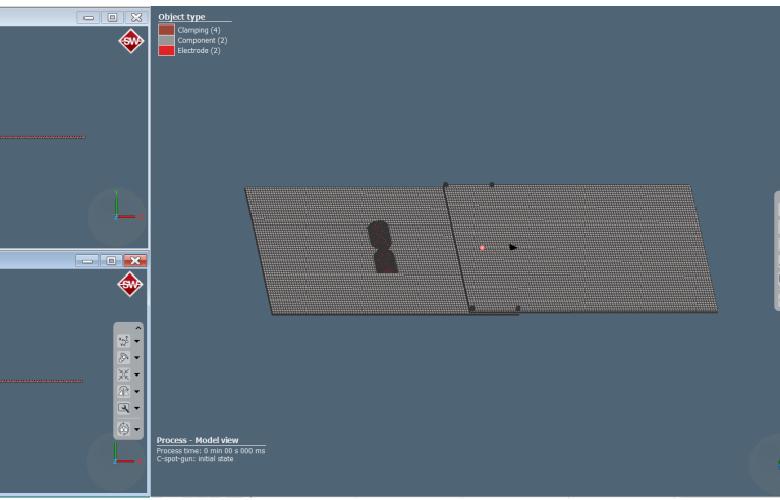 SW
Object type
Clamping (4)
Component (2)
Electrode (2)
SW
Process - Model view
Process time: 0 min 00 s 000 ms
C-spot-gun:: initial state